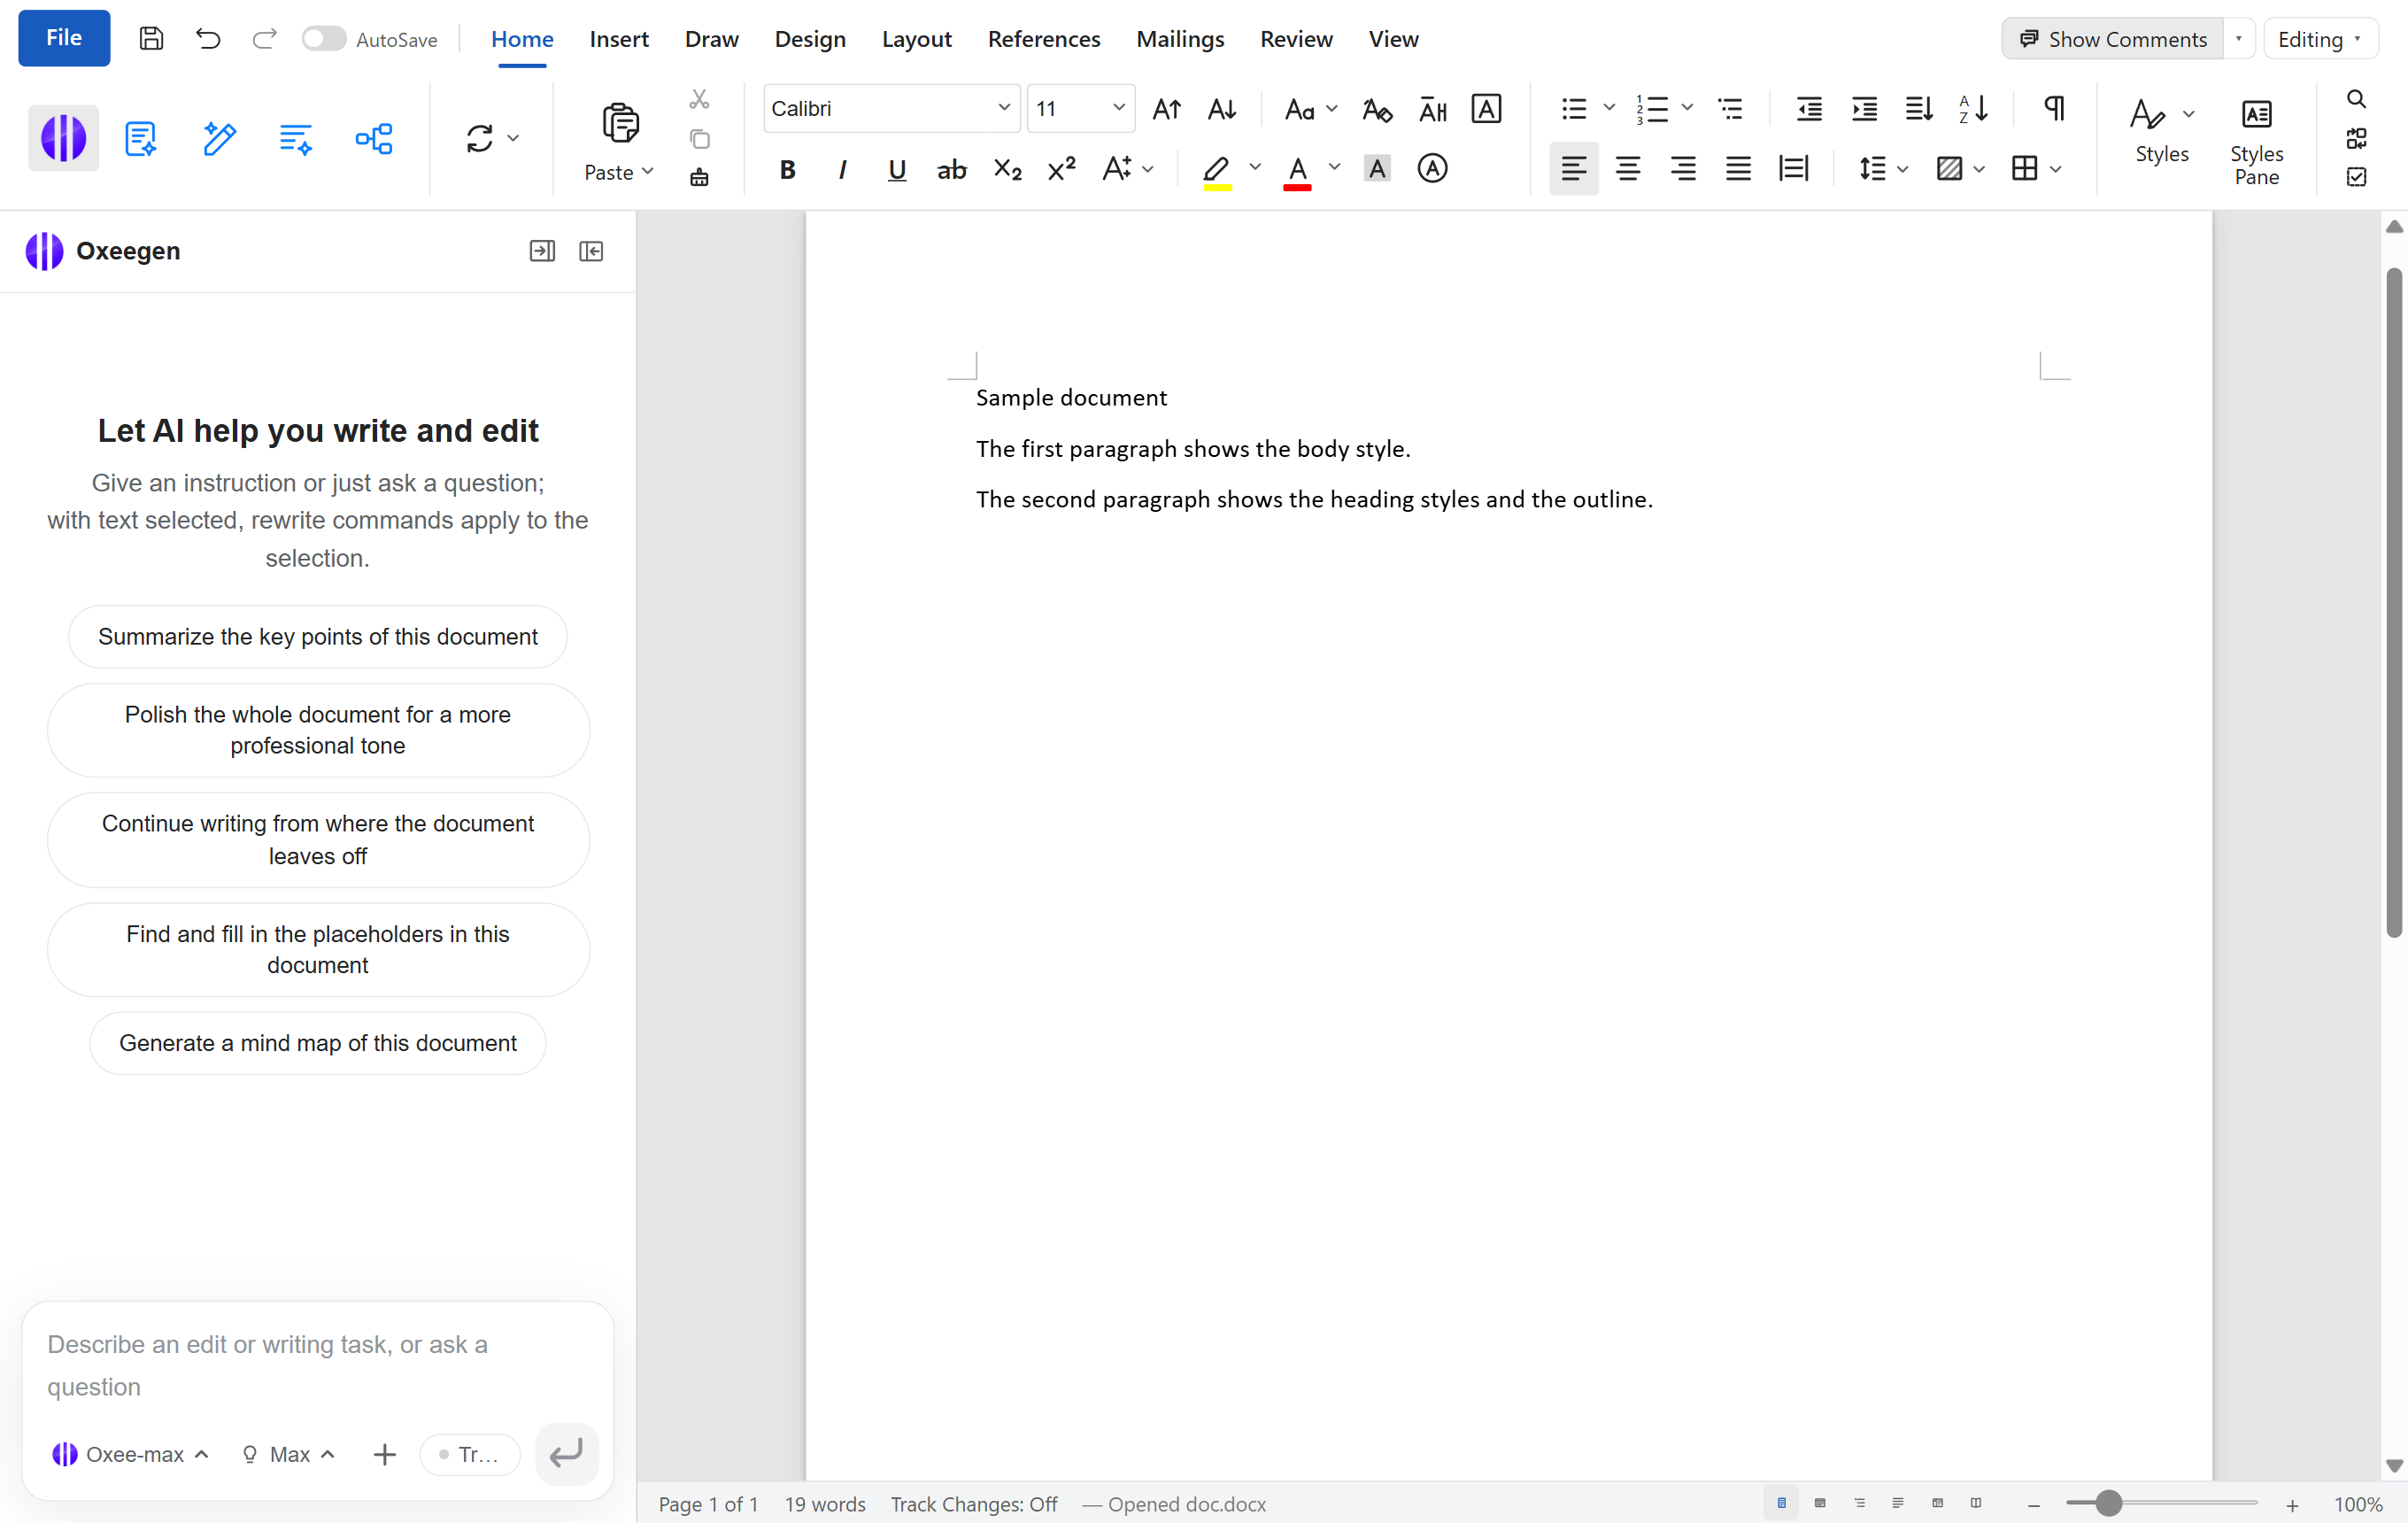 File
AutoSave
Home
Insert
Draw
Design
Layout
References
Mailings
Review
View
Show Comments
Editing
Paste
Calibri
11
Styles
Styles
Pane
Oxeegen
Let AI help you write and edit
Give an instruction or just ask a question;
with text selected, rewrite commands apply to the
selection.
Summarize the key points of this document
Polish the whole document for a more
professional tone
Continue writing from where the document
leaves off
Find and fill in the placeholders in this
document
Generate a mind map of this document
Describe an edit or writing task, or ask a
question
Oxee-max
Max
Tr...
Sample document
The first paragraph shows the body style.
The second paragraph shows the heading styles and the outline.
Page 1 of 1
19 words
Track Changes: Off
— Opened doc.docx
100%